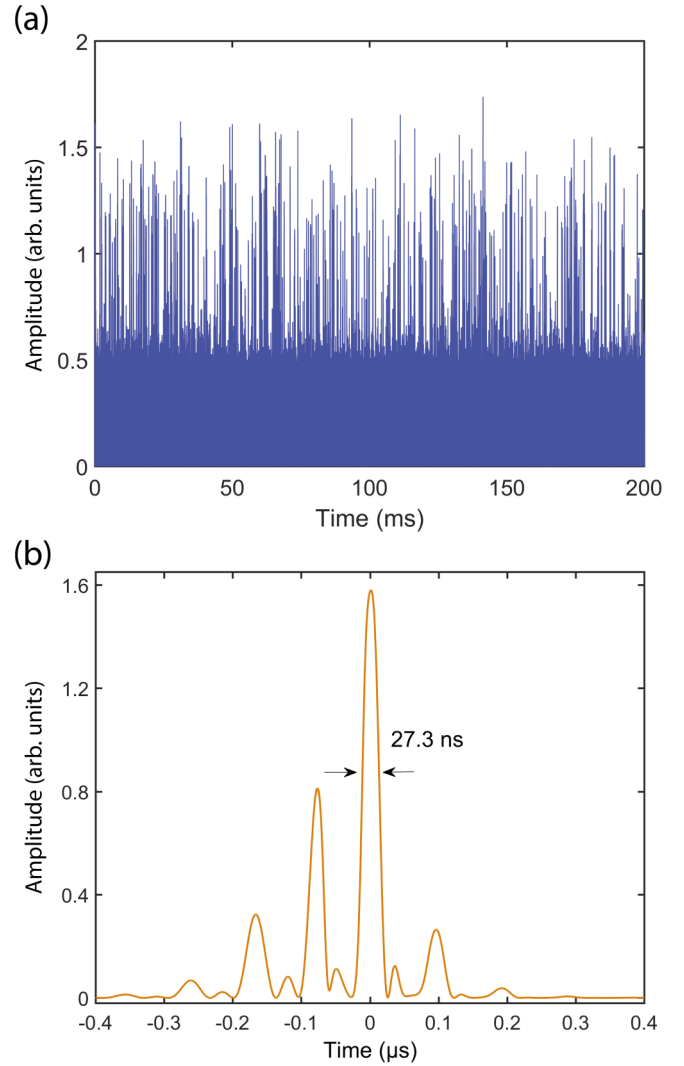 (a)
2
1.5
1
0.5
0
Amplitude (arb. units)
0 50 100 150 200
Time (ms)
(b)
1.6
1.2
0.8
0.4
0
Amplitude (arb. units)
27.3 ns
-0.4 -0.3 -0.2 -0.1 0 0.1 0.2 0.3 0.4
Time (µs)